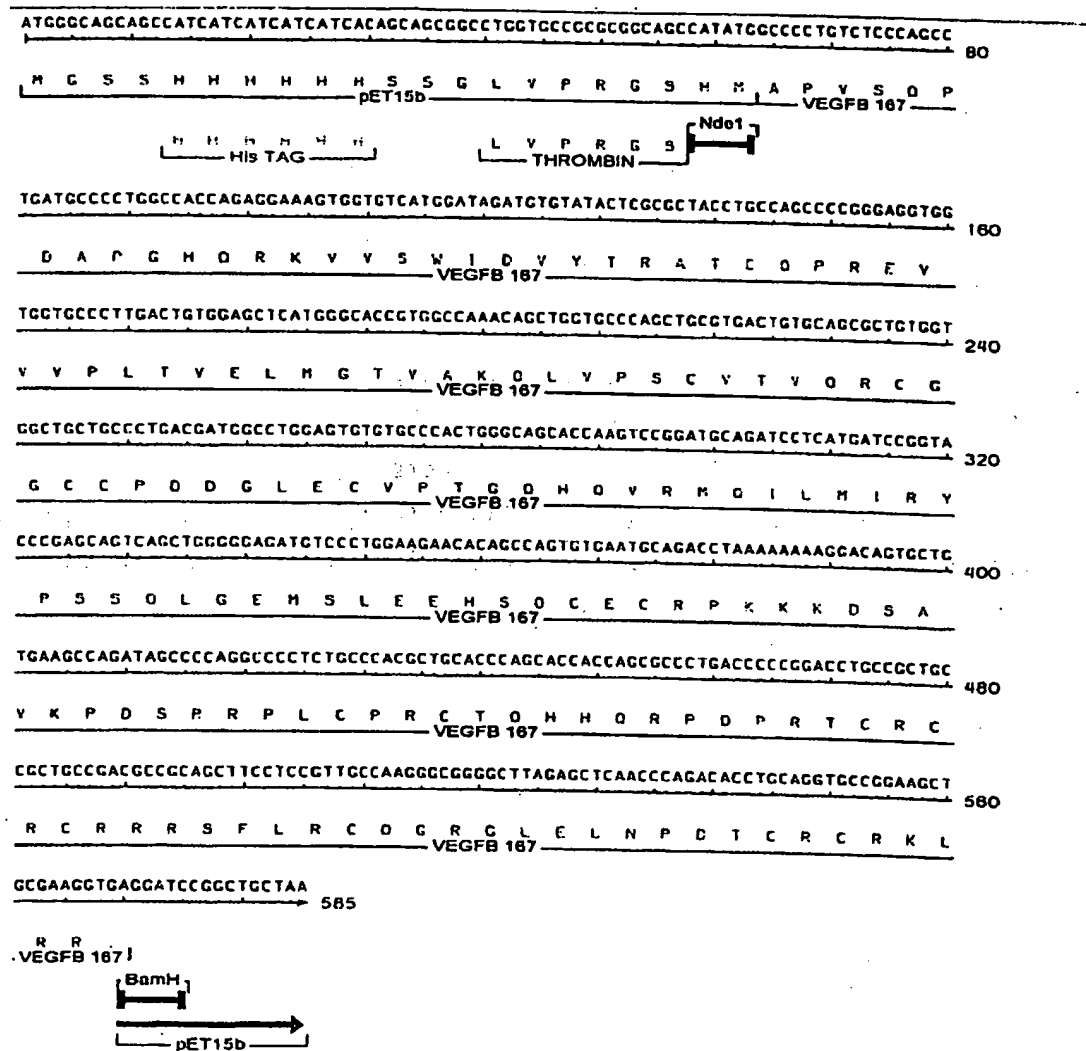 ATGGGCAGCAGCCATCATCATCATCATCACAGCAGCGGCCTGGTGCCGCGCGGCAGCCATATGGCCCCTGTCTCCCAGCC 80
M G S S H H H H H H S S G L V P R G S H M A P V S Q P
pET15b VEGFB 167
Nde1
H H H H H H L V P R G S
His TAG THROMBIN
TGATGCCCCTGGCCACCAGAGGAAAGTGGTGTCATGGATAGATGTGTATACTCGCGCTACCTGCCAGCCCCGGGAGGTGG 160
D A P G H Q R K V V S W I D V Y T R A T C Q P R E V
VEGFB 167
TGGTGCCCTTGACTGTGGAGCTCATGGGCACCGTGGCCAAACAGCTGGTGCCCAGCTGCGTGACTGTGCAGCGCTGTGGT 240
V V P L T V E L M G T V A K Q L V P S C V T V Q R C G
VEGFB 167
GGCTGCTGCCCTGACGATGGCCTGGAGTGTGTGCCCACTGGGCAGCACCAAGTCCGGATGCAGATCCTCATGATCCGGTA 320
G C C P D D G L E C V P T G Q H Q V R M Q I L M I R Y
VEGFB 167
CCCGAGCAGTCAGCTGGGGGAGATGTCCCTGGAAGAACACAGCCAGTGTGAATGCAGACCTAAAAAAAAGGACAGTGCTG 400
P S S Q L G E M S L E E H S Q C E C R P K K K D S A
VEGFB 167
TGAAGCCAGATAGCCCCAGGCCCCTCTGCCCACGCTGCACCCAGCACCACCAGCGCCCTGACCCCCGGACCTGCCGCTGC 480
V K P D S P R P L C P R C T Q H H Q R P D P R T C R C
VEGFB 167
CGCTGCCGACGCCGCAGCTTCCTCCGTTGCCAAGGGCGGGGCTTAGAGCTCAACCCAGACACCTGCAGGTGCCGGAAGCT 560
R C R R R S F L R C Q G R G L E L N P D T C R C R K L
VEGFB 167
GCGAAGGTGAGGATCCGGCTGCTAA 585
R R
VEGFB 167
BamH
pET15b